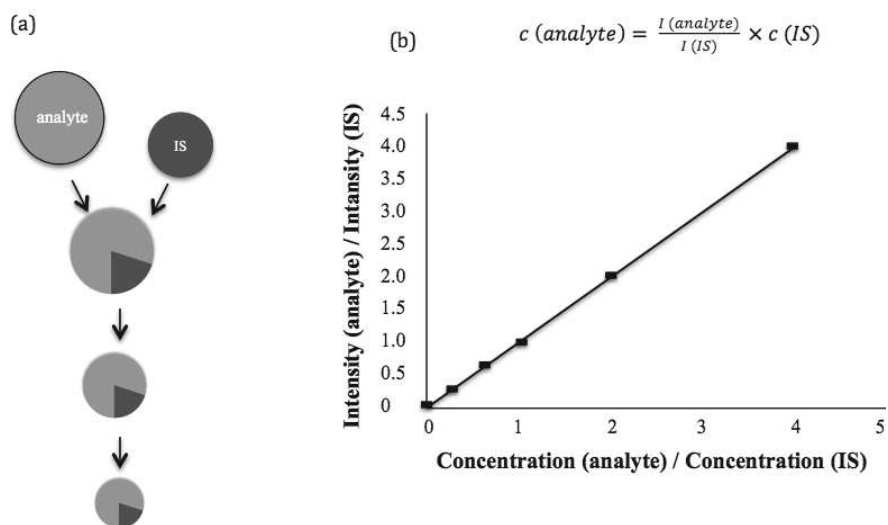 (a)
analyte
IS
(b)
c (analyte) = I (analyte) / I (IS) × c (IS)
Intensity (analyte) / Intansity (IS)
4.5
4.0
3.5
3.0
2.5
2.0
1.5
1.0
0.5
0
0 1 2 3 4 5
Concentration (analyte) / Concentration (IS)